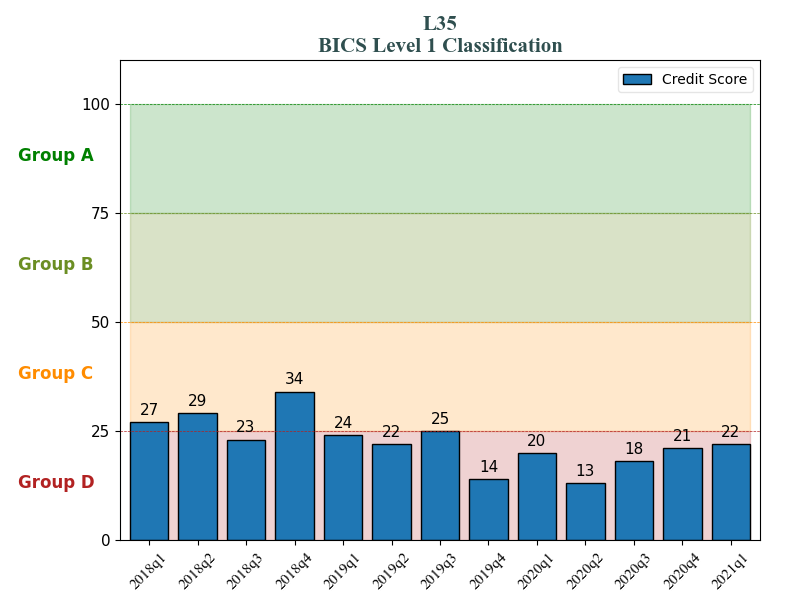 L35
BICS Level 1 Classification
Credit Score
100
Group A
75
Group B
50
Group C
34
29
27
25
24
23
22
25
14
20
13
18
21
22
Group D
0
2018q1
2018q2
2018q3
2018q4
2019q1
2019q2
2019q3
2019q4
2020q1
2020q2
2020q3
2020q4
2021q1